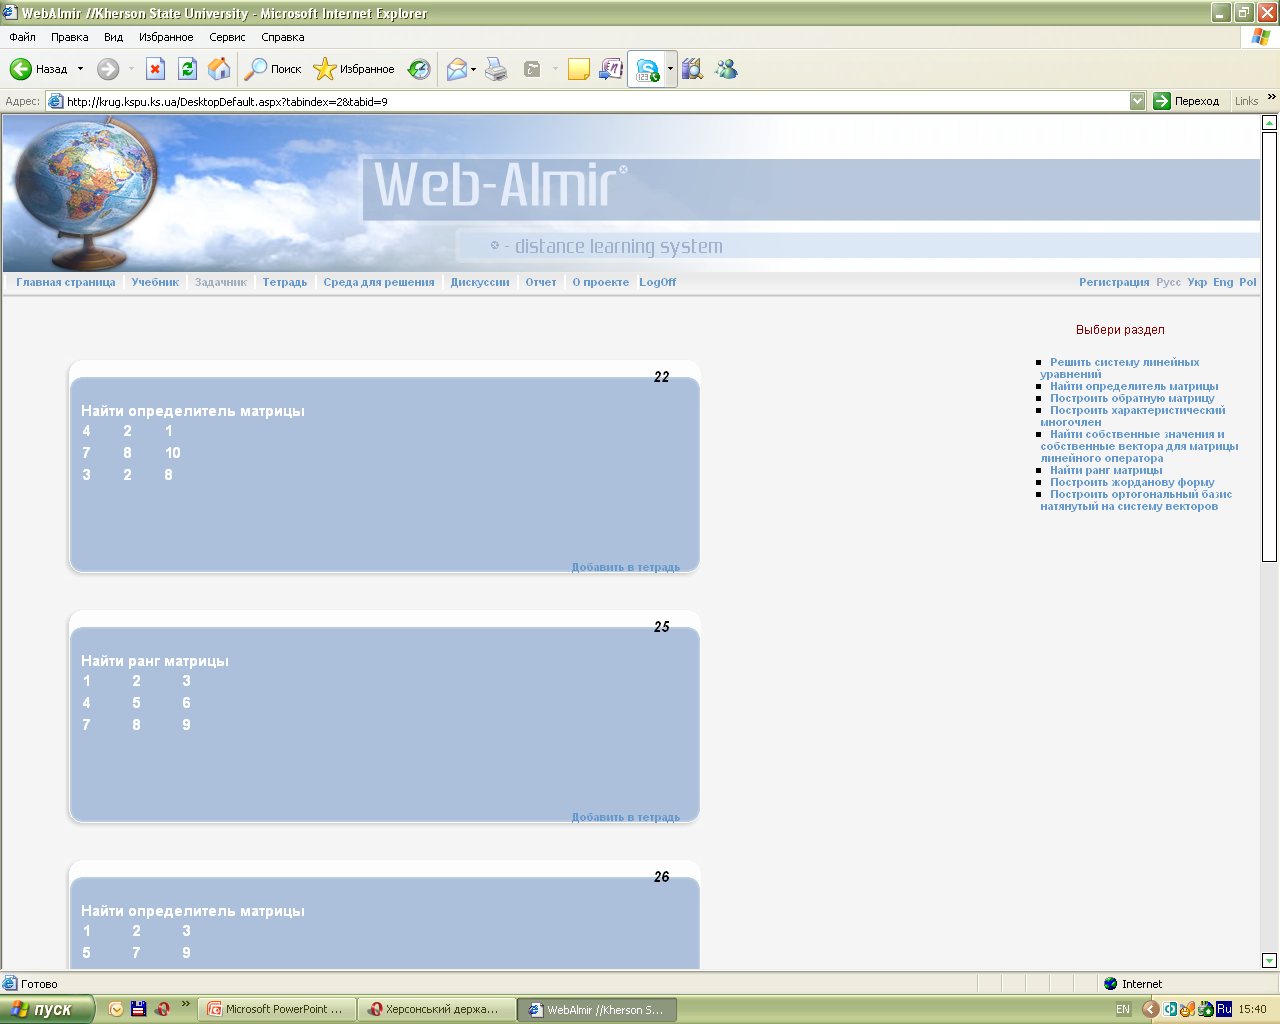 WebAlmir //Kherson State University - Microsoft Internet Explorer
Файл Правка Вид Избранное Сервис Справка
Назад Поиск Избранное
Адрес: http://krug.kspu.ks.ua/DesktopDefault.aspx?tabindex=2&tabid=9 Переход Links »
Web-Almir
- distance learning system
Главная страница Учебник Задачник Тетрадь Среда для решения Дискуссии Отчет О проекте LogOff Регистрация Русс Укр Eng Pol
Выбери раздел
Решить систему линейных
уравнений
Найти определитель матрицы
Построить обратную матрицу
Построить характеристический
многочлен
Найти собственные значения и
собственные вектора для матрицы
линейного оператора
Найти ранг матрицы
Построить жорданову форму
Построить ортогональный базис
натянутый на систему векторов
22
Найти определитель матрицы
4 2 1
7 8 10
3 2 8
Добавить в тетрадь
25
Найти ранг матрицы
1 2 3
4 5 6
7 8 9
Добавить в тетрадь
26
Найти определитель матрицы
1 2 3
5 7 9
Готово Internet
пуск » Microsoft PowerPoint ... Херсонський держа... WebAlmir //Kherson S... EN Ru 15:40